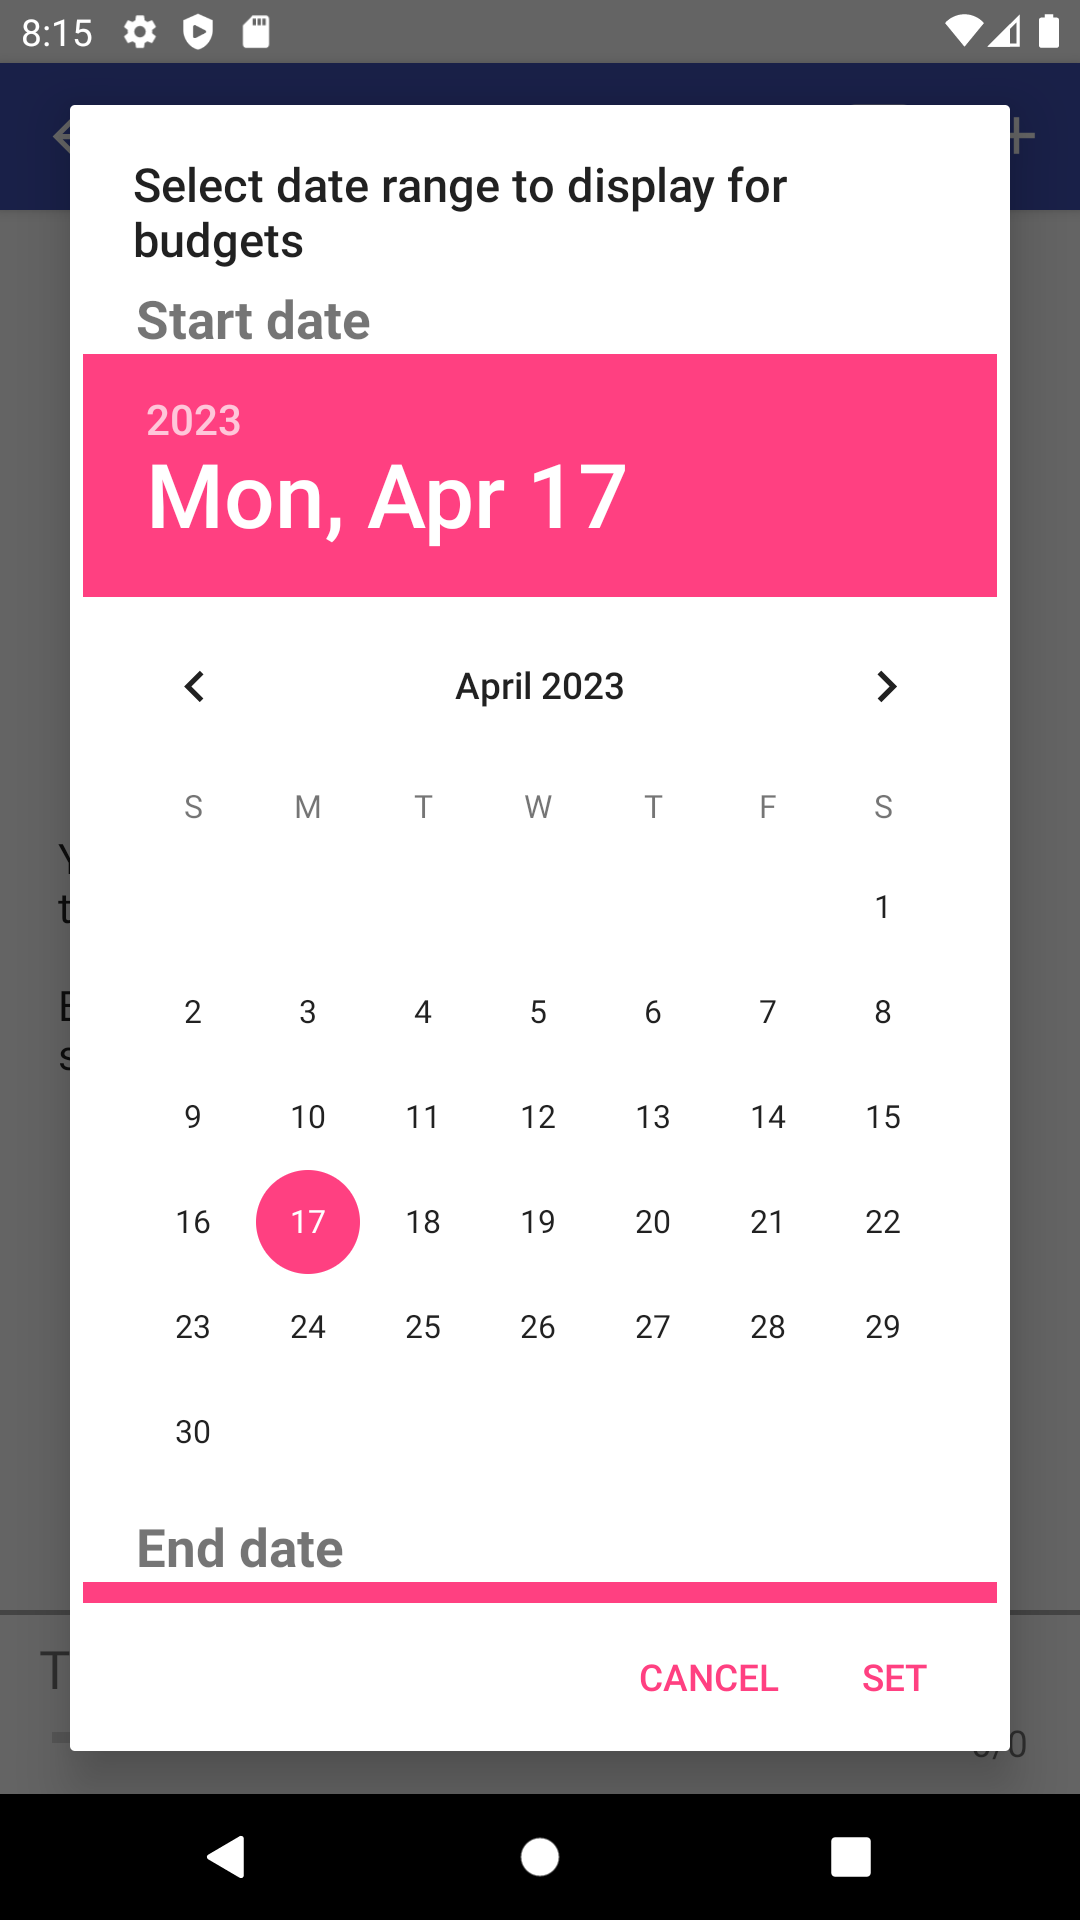 8:15
Select date range to display for
budgets
Start date
2023
Mon, Apr 17
April 2023
S M T W T F S
1
2 3 4 5 6 7 8
9 10 11 12 13 14 15
16 17 18 19 20 21 22
23 24 25 26 27 28 29
30
End date
CANCEL SET